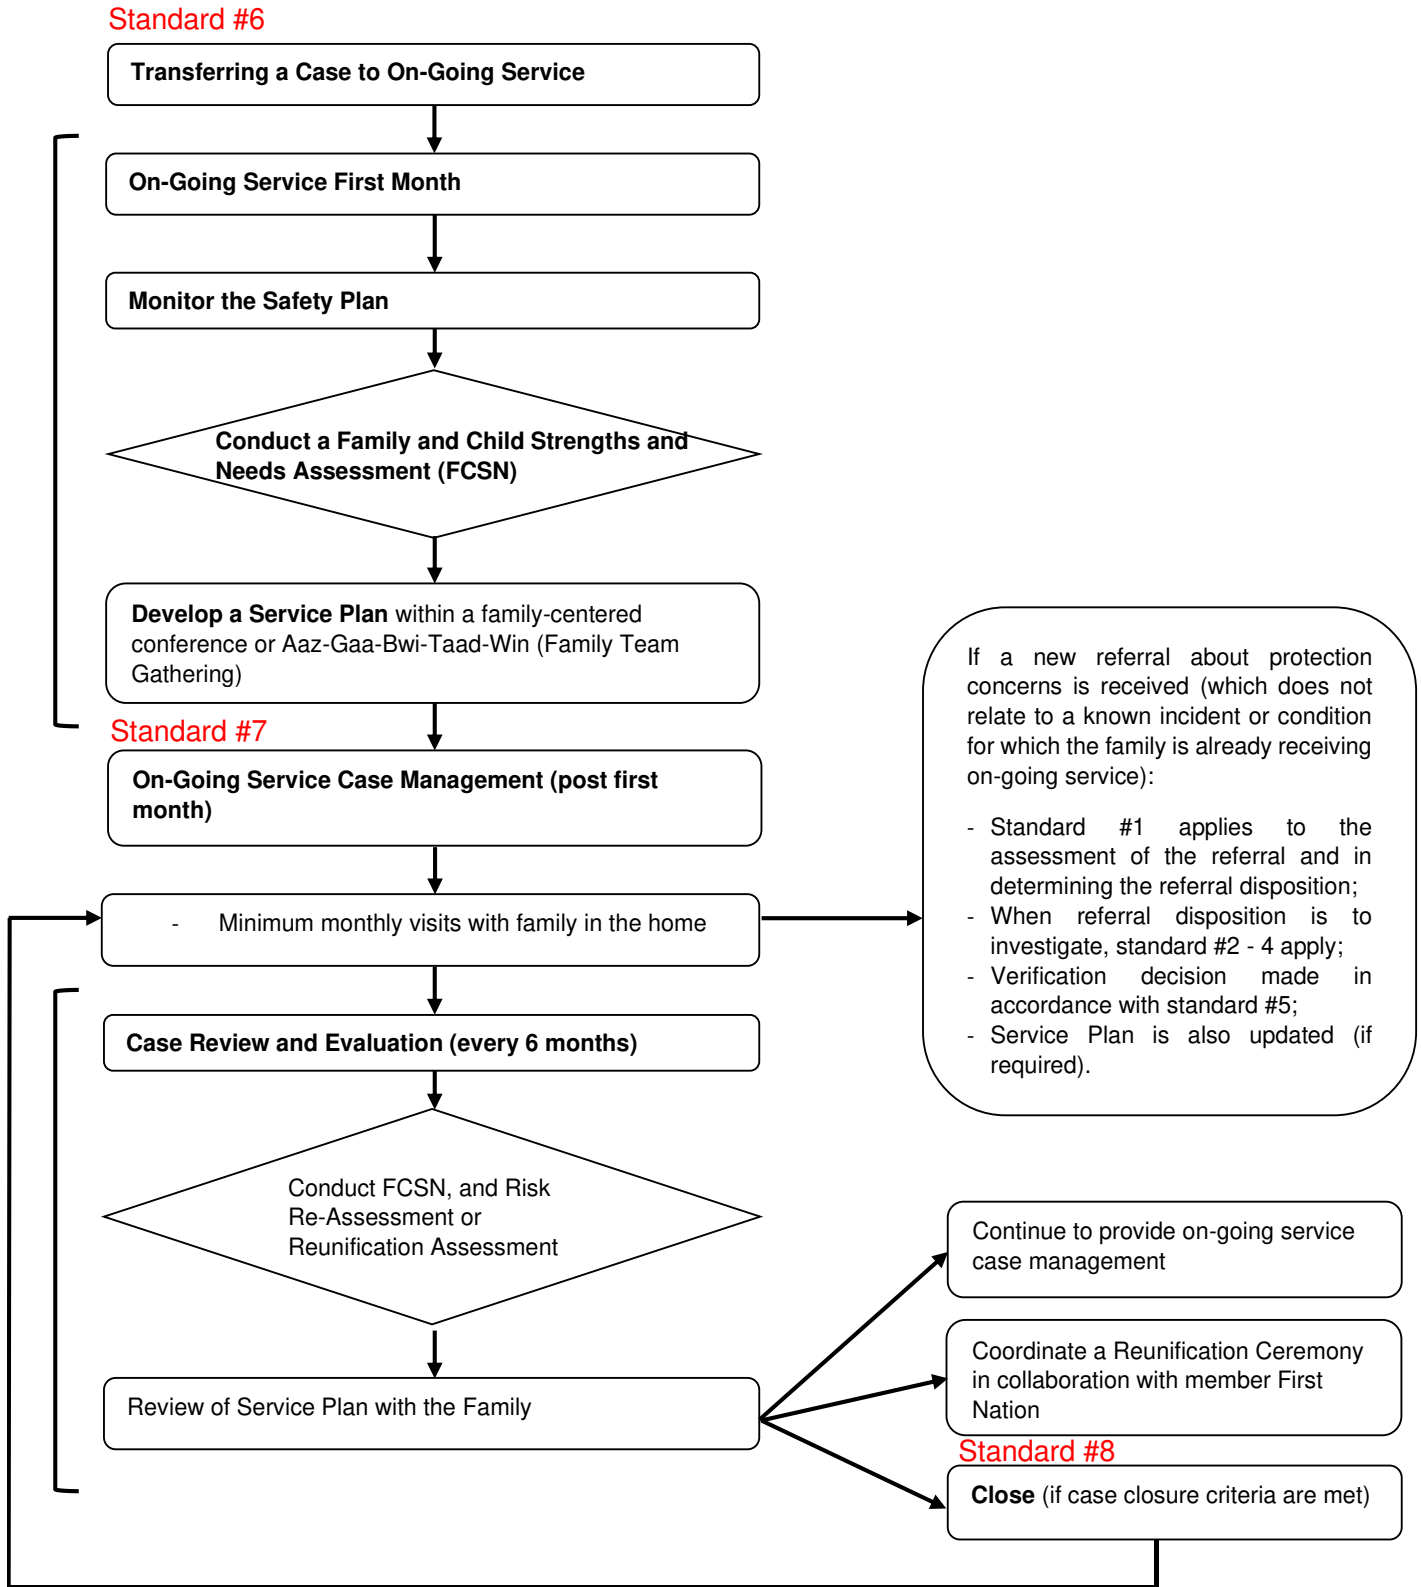 Standard #6
Transferring a Case to On-Going Service
On-Going Service First Month
Monitor the Safety Plan
Conduct a Family and Child Strengths and
Needs Assessment (FCSN)
Develop a Service Plan within a family-centered
conference or Aaz-Gaa-Bwi-Taad-Win (Family Team
Gathering)
Standard #7
On-Going Service Case Management (post first
month)
- Minimum monthly visits with family in the home
If a new referral about protection
concerns is received (which does not
relate to a known incident or condition
for which the family is already receiving
on-going service):
- Standard #1 applies to the
assessment of the referral and in
determining the referral disposition;
- When referral disposition is to
investigate, standard #2 - 4 apply;
- Verification decision made in
accordance with standard #5;
- Service Plan is also updated (if
required).
Case Review and Evaluation (every 6 months)
Conduct FCSN, and Risk
Re-Assessment or
Reunification Assessment
Review of Service Plan with the Family
Continue to provide on-going service
case management
Coordinate a Reunification Ceremony
in collaboration with member First
Nation
Standard #8
Close (if case closure criteria are met)